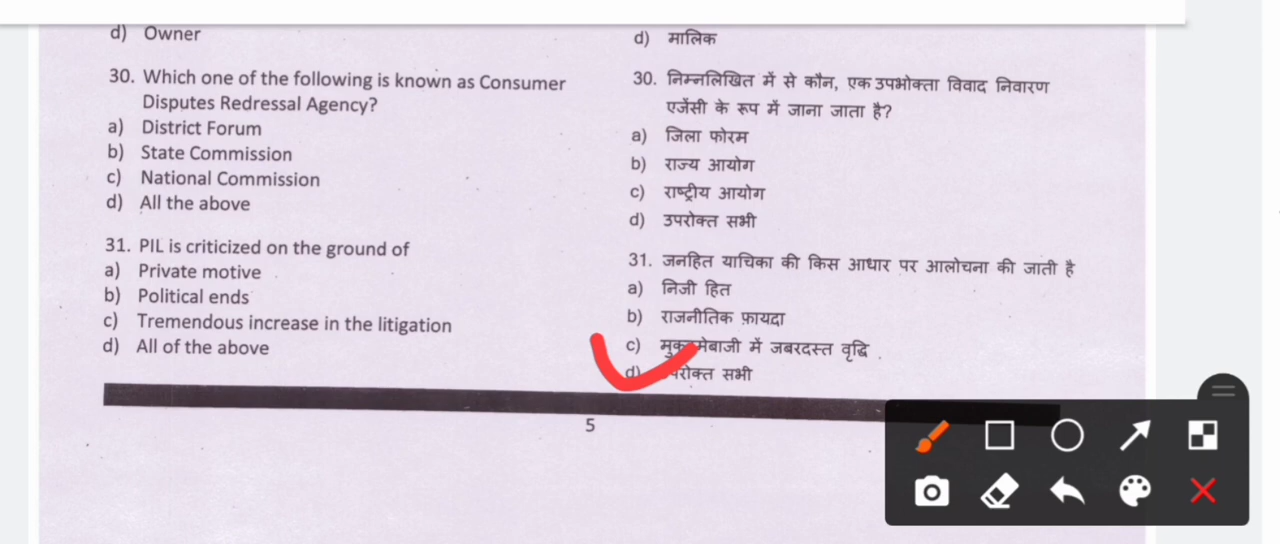 d) Owner
30. Which one of the following is known as Consumer
Disputes Redressal Agency?
a) District Forum
b) State Commission
c) National Commission
d) All the above
31. PIL is criticized on the ground of
a) Private motive
b) Political ends
c) Tremendous increase in the litigation
d) All of the above
d) मालिक
30. निम्नलिखित में से कौन, एक उपभोक्ता विवाद निवारण
एजेंसी के रूप में जाना जाता है?
a) जिला फोरम
b) राज्य आयोग
c) राष्ट्रीय आयोग
d) उपरोक्त सभी
31. जनहित याचिका की किस आधार पर आलोचना की जाती है
a) निजी हित
b) राजनीतिक फ़ायदा
c) मुकदमेबाजी में जबरदस्त वृद्धि .
d) उपरोक्त सभी
5